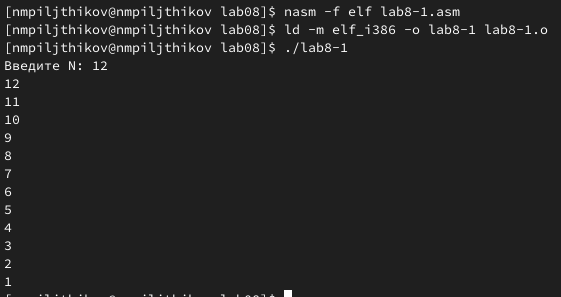 [nmpiljthikov@nmpiljthikov lab08]$ nasm -f elf lab8-1.asm
[nmpiljthikov@nmpiljthikov lab08]$ ld -m elf_i386 -o lab8-1 lab8-1.o
[nmpiljthikov@nmpiljthikov lab08]$ ./lab8-1
Введите N: 12
12
11
10
9
8
7
6
5
4
3
2
1
[nmpiljthikov@nmpiljthikov lab08]$